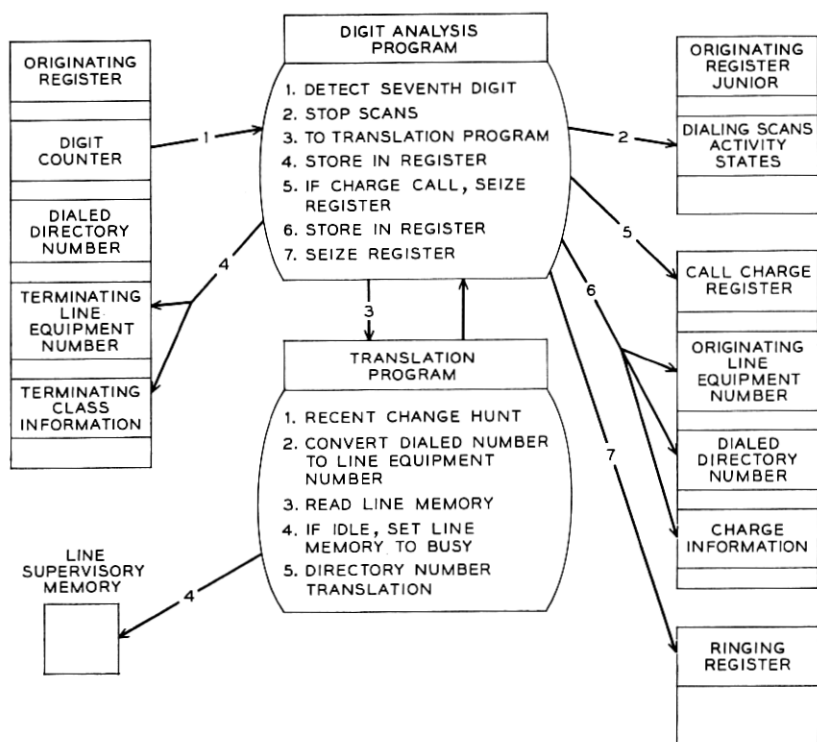 ORIGINATING
REGISTER
DIGIT
COUNTER
DIALED
DIRECTORY
NUMBER
TERMINATING
LINE
EQUIPMENT
NUMBER
TERMINATING
CLASS
INFORMATION
1
4
DIGIT ANALYSIS
PROGRAM
1. DETECT SEVENTH DIGIT
2. STOP SCANS
3. TO TRANSLATION PROGRAM
4. STORE IN REGISTER
5. IF CHARGE CALL, SEIZE
REGISTER
6. STORE IN REGISTER
7. SEIZE REGISTER
3
TRANSLATION
PROGRAM
1. RECENT CHANGE HUNT
2. CONVERT DIALED NUMBER
TO LINE EQUIPMENT
NUMBER
3. READ LINE MEMORY
4. IF IDLE, SET LINE
MEMORY TO BUSY
5. DIRECTORY NUMBER
TRANSLATION
LINE
SUPERVISORY
MEMORY
4
2
5
6
7
ORIGINATING
REGISTER
JUNIOR
DIALING SCANS
ACTIVITY
STATES
CALL CHARGE
REGISTER
ORIGINATING
LINE
EQUIPMENT
NUMBER
DIALED
DIRECTORY
NUMBER
CHARGE
INFORMATION
RINGING
REGISTER